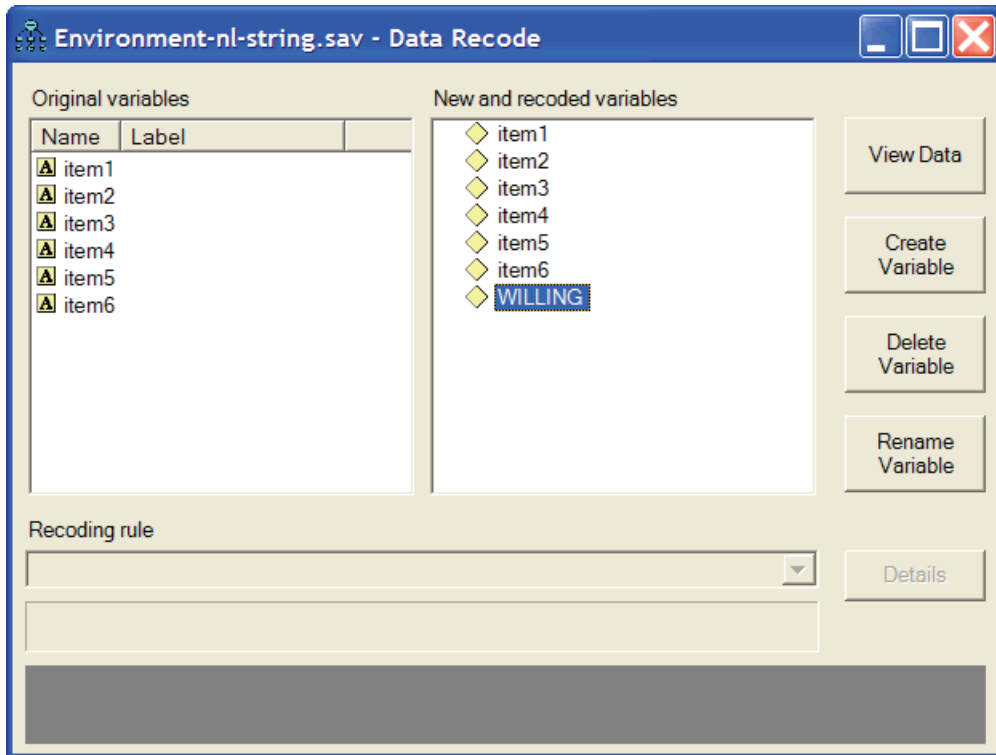 Environment-nl-string.sav - Data Recode
Original variables
Name Label
A item1
A item2
A item3
A item4
A item5
A item6
New and recoded variables
item1
item2
item3
item4
item5
item6
WILLING
View Data
Create
Variable
Delete
Variable
Rename
Variable
Recoding rule
Details